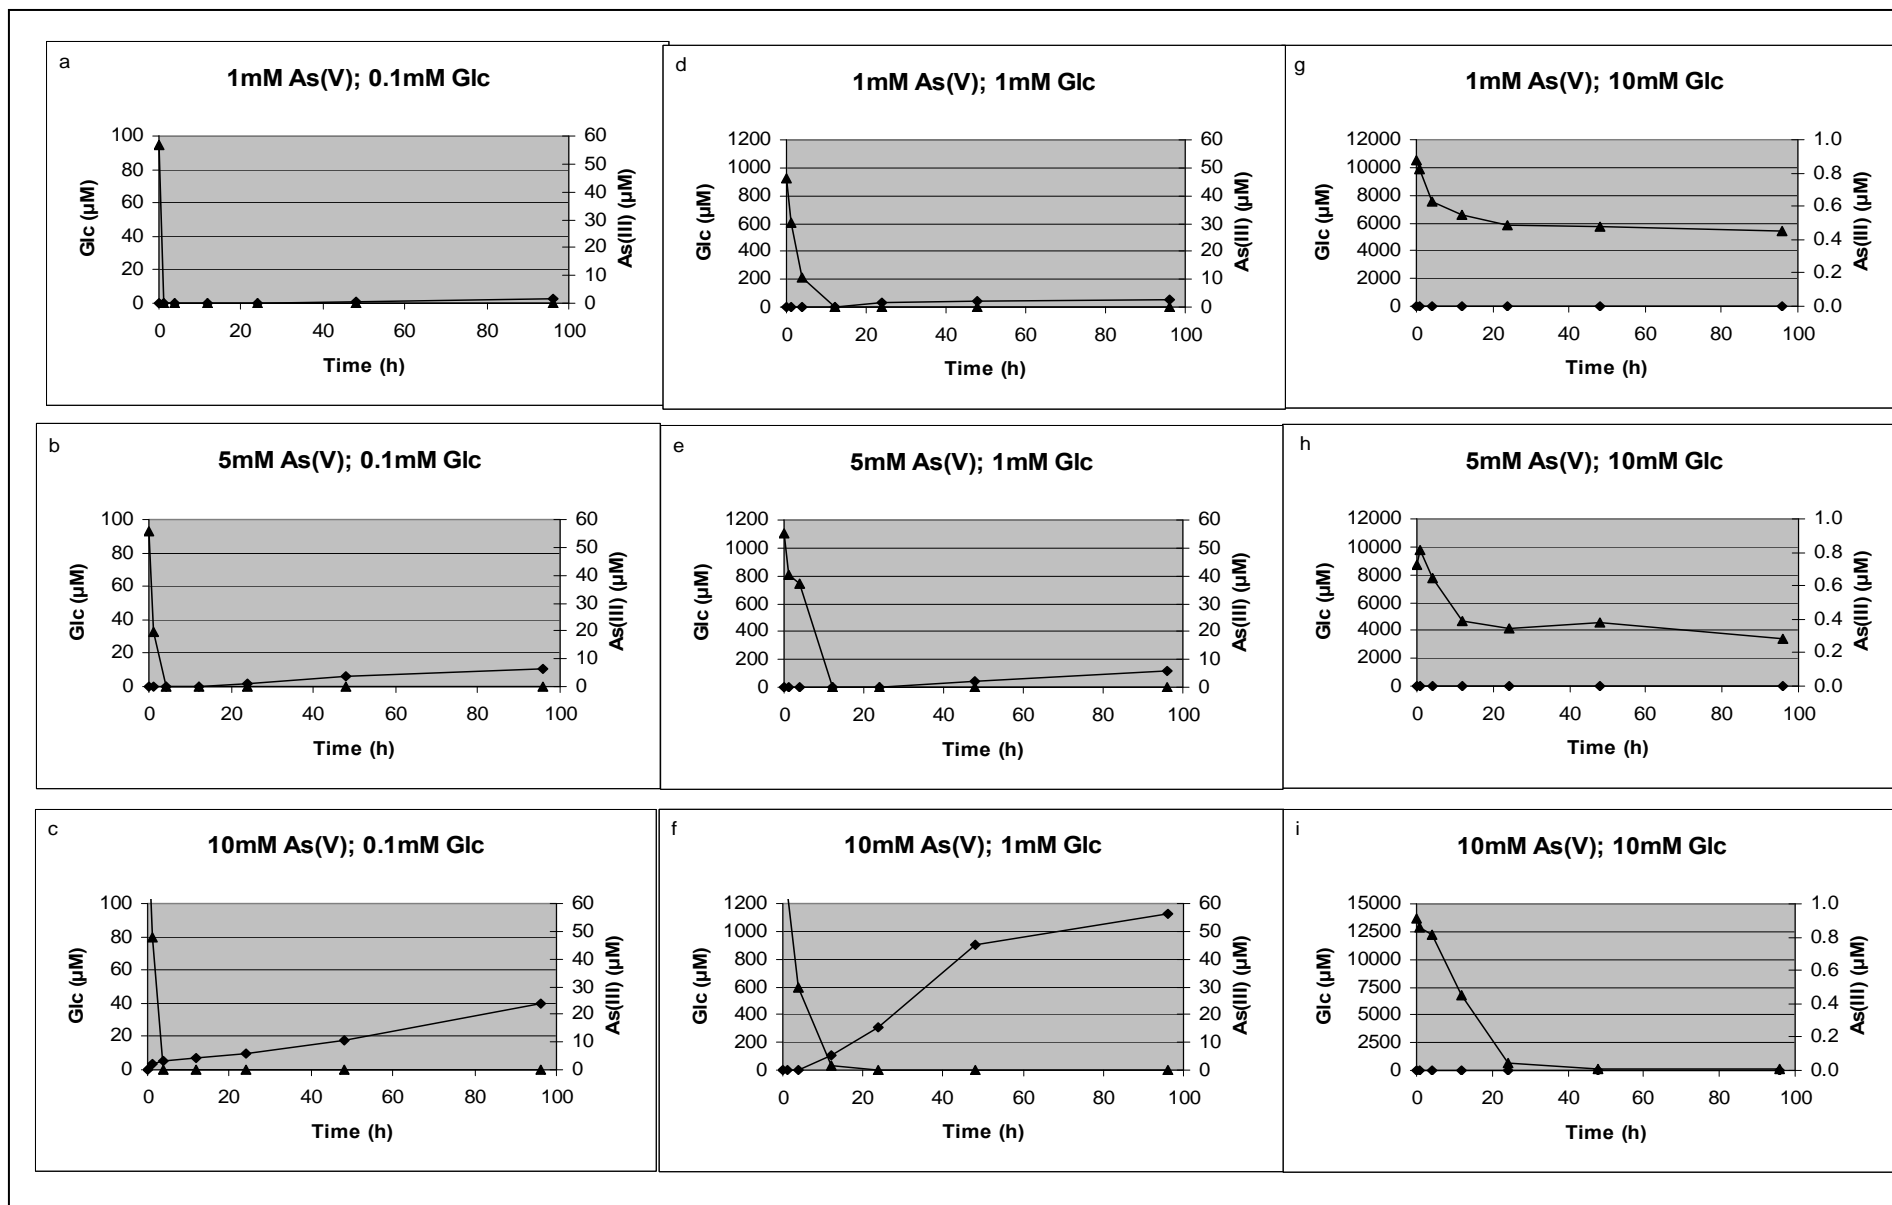 a
1mM As(V); 0.1mM Glc
100
80
60
40
20
0
60
50
40
30
20
10
0
Glc (µM)
As(III) (µM)
0 20 40 60 80 100
Time (h)
d
1mM As(V); 1mM Glc
1200
1000
800
600
400
200
0
60
50
40
30
20
10
0
Glc (µM)
As(III) (µM)
0 20 40 60 80 100
Time (h)
g
1mM As(V); 10mM Glc
12000
10000
8000
6000
4000
2000
0
1.0
0.8
0.6
0.4
0.2
0.0
Glc (µM)
As(III) (µM)
0 20 40 60 80 100
Time (h)
b
5mM As(V); 0.1mM Glc
100
80
60
40
20
0
60
50
40
30
20
10
0
Glc (µM)
As(III) (µM)
0 20 40 60 80 100
Time (h)
e
5mM As(V); 1mM Glc
1200
1000
800
600
400
200
0
60
50
40
30
20
10
0
Glc (µM)
As(III) (µM)
0 20 40 60 80 100
Time (h)
h
5mM As(V); 10mM Glc
12000
10000
8000
6000
4000
2000
0
1.0
0.8
0.6
0.4
0.2
0.0
Glc (µM)
As(III) (µM)
0 20 40 60 80 100
Time (h)
c
10mM As(V); 0.1mM Glc
100
80
60
40
20
0
60
50
40
30
20
10
0
Glc (µM)
As(III) (µM)
0 20 40 60 80 100
Time (h)
f
10mM As(V); 1mM Glc
1200
1000
800
600
400
200
0
60
50
40
30
20
10
0
Glc (µM)
As(III) (µM)
0 20 40 60 80 100
Time (h)
i
10mM As(V); 10mM Glc
15000
12500
10000
7500
5000
2500
0
1.0
0.8
0.6
0.4
0.2
0.0
Glc (µM)
As(III) (µM)
0 20 40 60 80 100
Time (h)